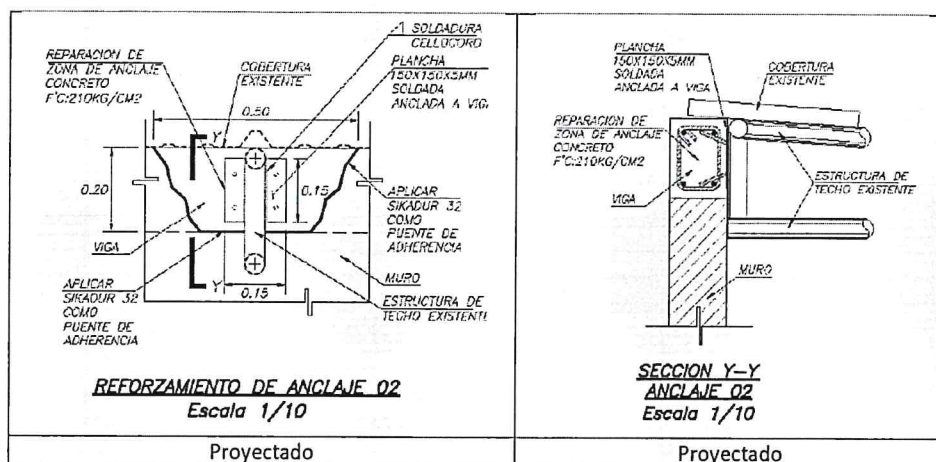 REPARACION DE
ZONA DE ANCLAJE
CONCRETO
F'C:210KG/CM2
COBERTURA
EXISTENTE
SOLDADURA
CELLOCORD
PLANCHA
150X150X5MM
SOLDADA
ANCLADA A VIGA
0.50
Y
0.20
0.15
VIGA
APLICAR
SIKADUR 32
COMO
PUENTE DE
ADHERENCIA
Y
0.15
MURO
APLICAR
SIKADUR 32
COMO
PUENTE DE
ADHERENCIA
ESTRUCTURA DE
TECHO EXISTENTE
REFORZAMIENTO DE ANCLAJE 02
Escala 1/10
Proyectado
PLANCHA
150X150X5MM
SOLDADA
ANCLADA A VIGA
COBERTURA
EXISTENTE
REPARACION DE
ZONA DE ANCLAJE
CONCRETO
F'C:210KG/CM2
VIGA
ESTRUCTURA DE
TECHO EXISTENTE
MURO
SECCION Y-Y
ANCLAJE 02
Escala 1/10
Proyectado